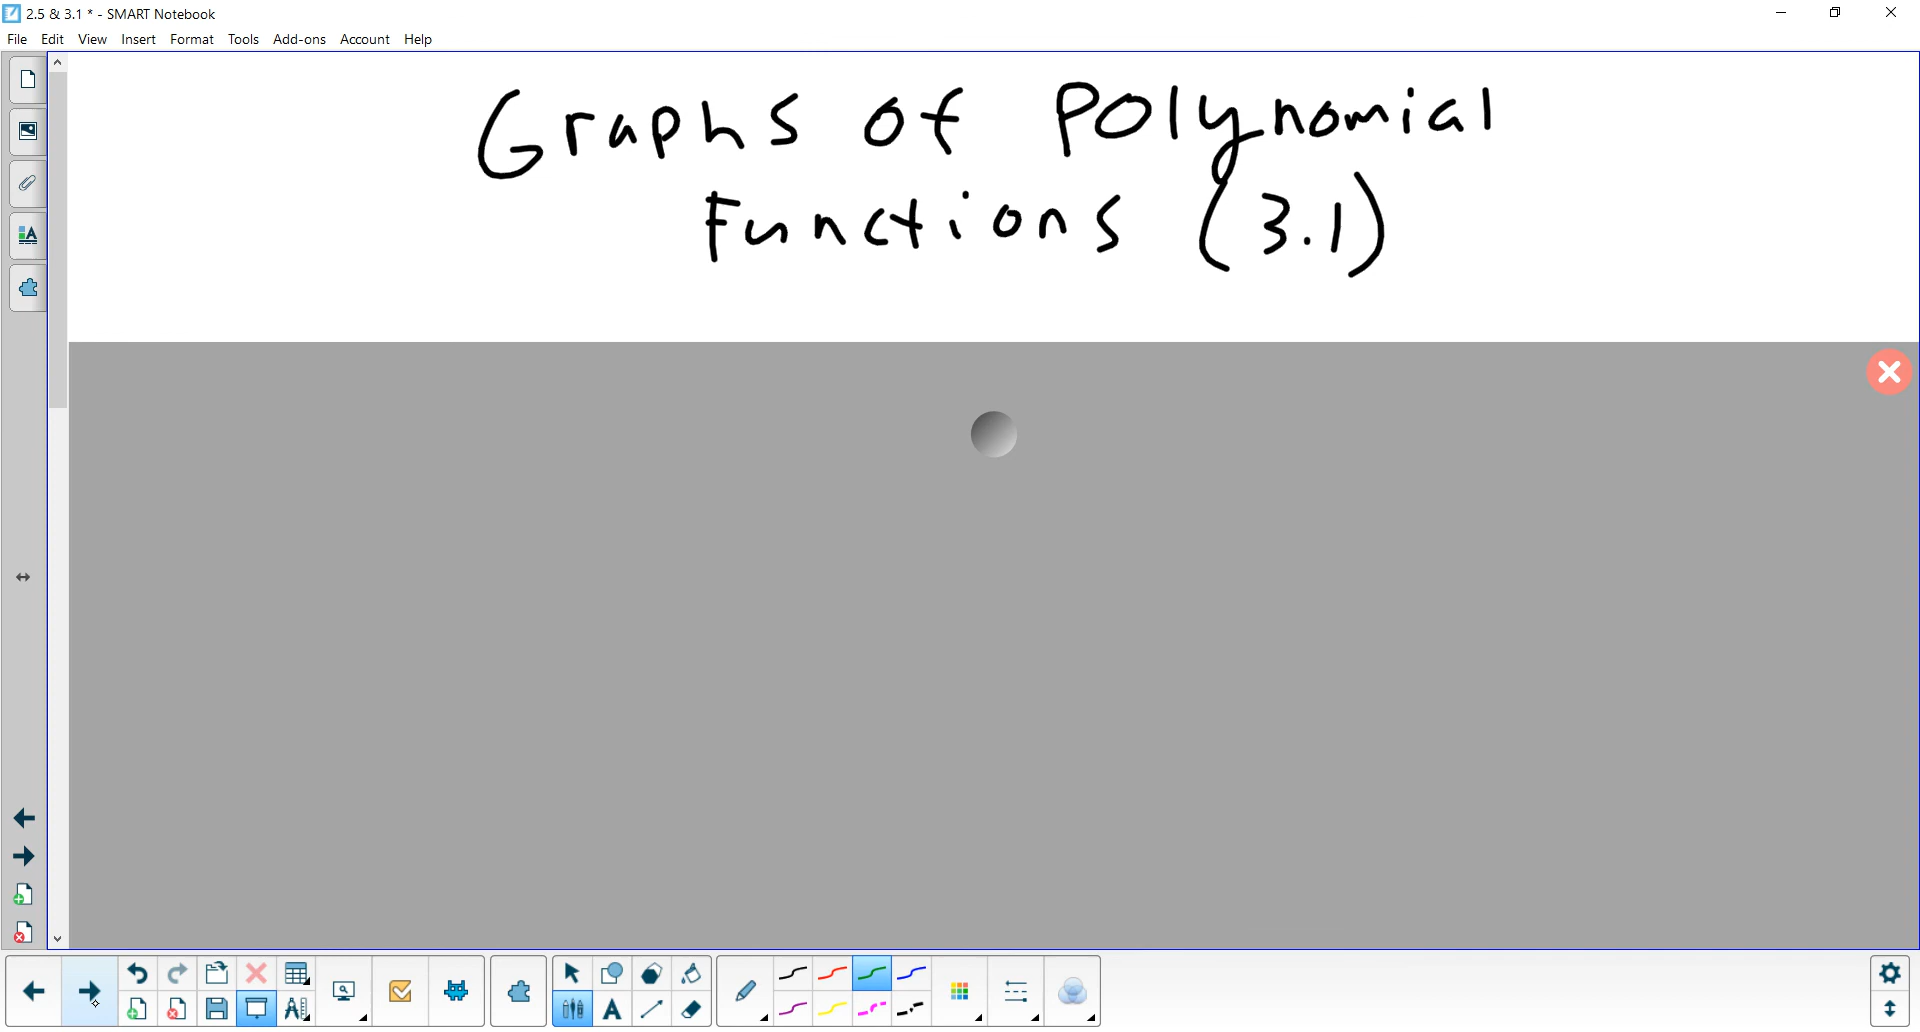 2.5 & 3.1 * - SMART Notebook
File Edit View Insert Format Tools Add-ons Account Help
Graphs of Polynomial
Functions (3.1)